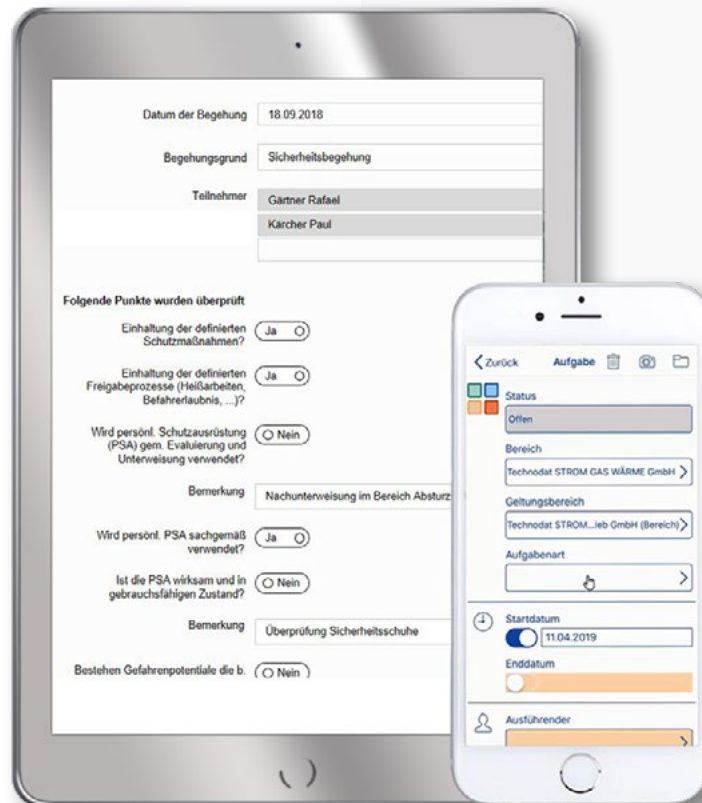 Datum der Begehung 18.09.2018
Begehungsgrund Sicherheitsbegehung
Teilnehmer Gärtner Rafael
Kärcher Paul
Folgende Punkte wurden überprüft
Einhaltung der definierten
Schutzmaßnahmen? Ja
Einhaltung der definierten
Freigabeprozesse (Heißarbeiten,
Befahrerlaubnis, ...)? Ja
Wird persönl. Schutzausrüstung
(PSA) gem. Evaluierung und
Unterweisung verwendet? Nein
Bemerkung Nachunterweisung im Bereich Absturz
Wird persönl. PSA sachgemäß
verwendet? Ja
Ist die PSA wirksam und in
gebrauchsfähigen Zustand? Nein
Bemerkung Überprüfung Sicherheitsschuhe
Bestehen Gefahrenpotentiale die b. Nein
Zurück Aufgabe
Status
Offen
Bereich
Technodat STROM GAS WÄRME GmbH
Geltungsbereich
Technodat STROM...ieb GmbH (Bereich)
Aufgabenart
Startdatum
11.04.2019
Enddatum
Ausführender